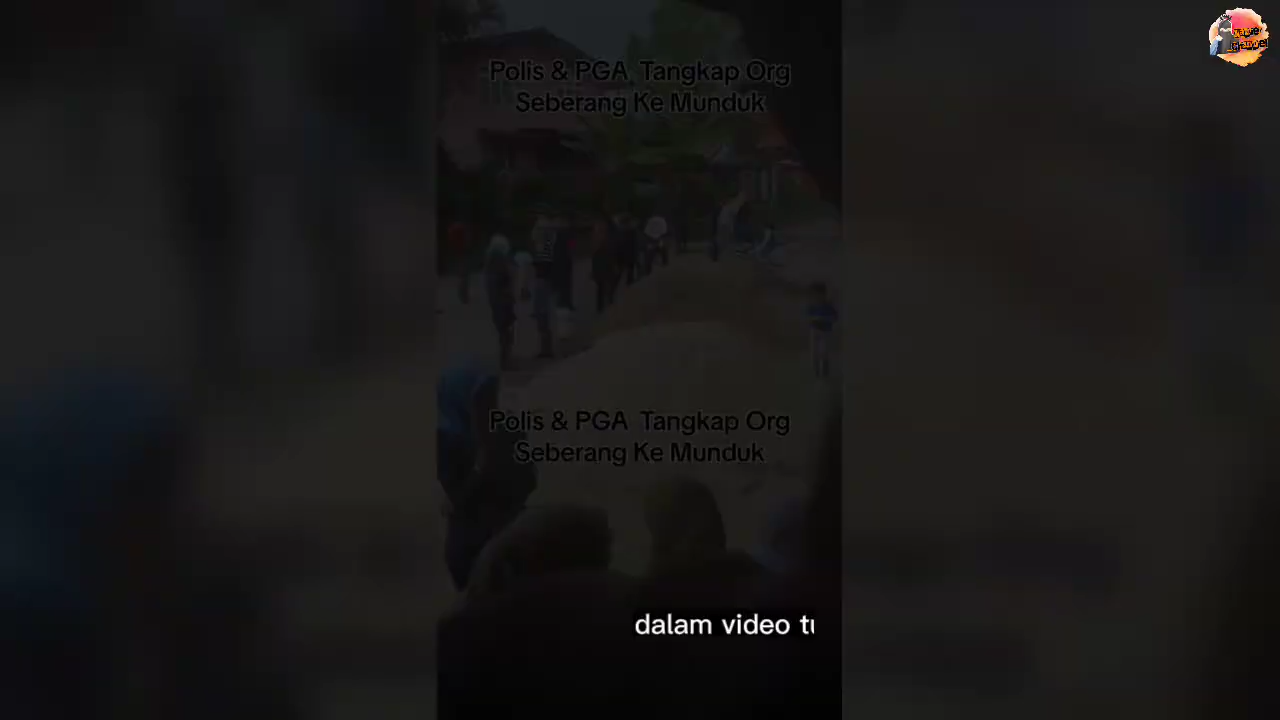 Polis & PGA Tangkap Org
Seberang Ke Munduk
Polis & PGA Tangkap Org
Seberang Ke Munduk
dalam video